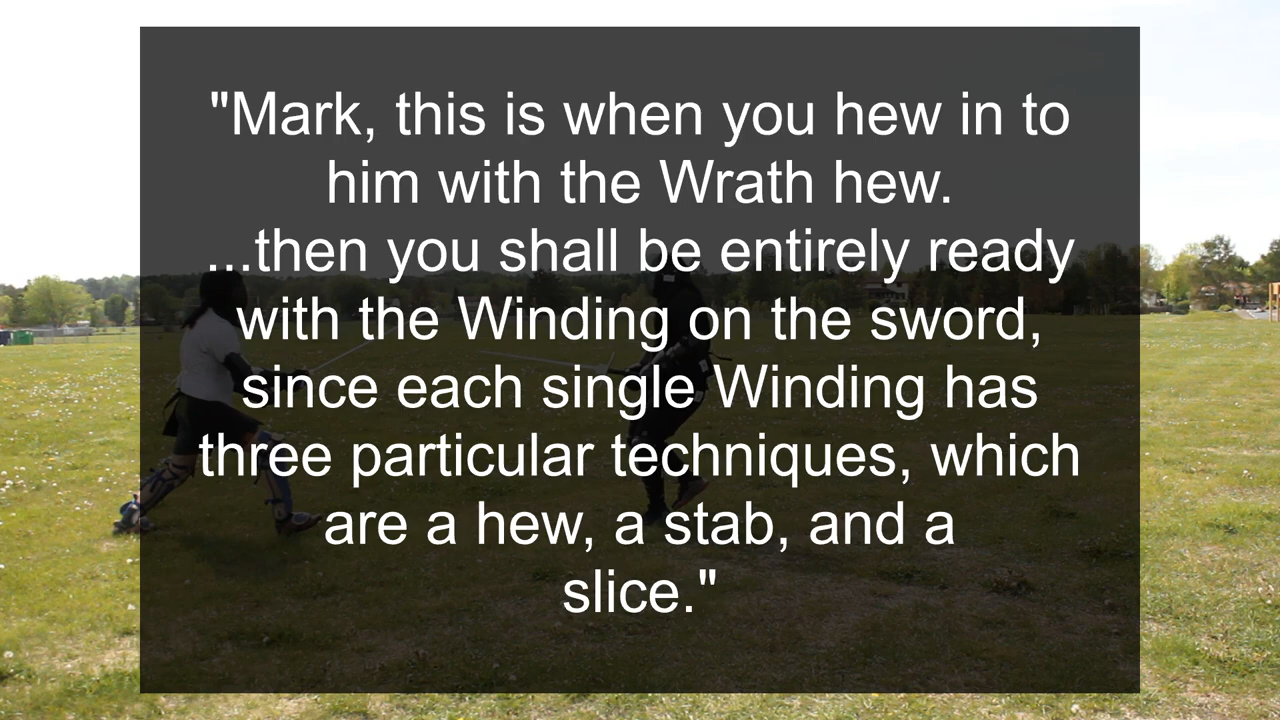 "Mark, this is when you hew in to
him with the Wrath hew.
...then you shall be entirely ready
with the Winding on the sword,
since each single Winding has
three particular techniques, which
are a hew, a stab, and a
slice."